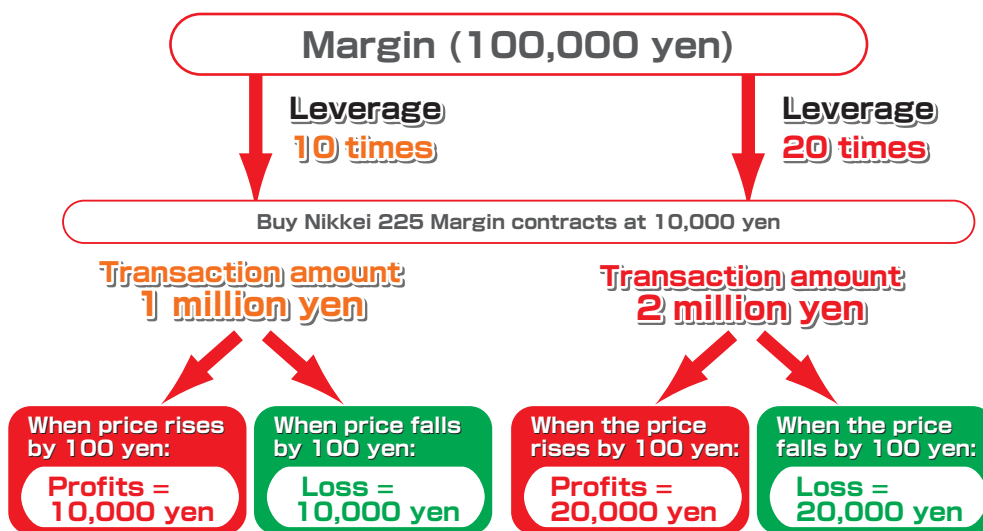 Margin (100,000 yen)
Leverage
10 times
Leverage
20 times
Buy Nikkei 225 Margin contracts at 10,000 yen
Transaction amount
1 million yen
Transaction amount
2 million yen
When price rises
by 100 yen:
Profits =
10,000 yen
When price falls
by 100 yen:
Loss =
10,000 yen
When the price
rises by 100 yen:
Profits =
20,000 yen
When the price
falls by 100 yen:
Loss =
20,000 yen